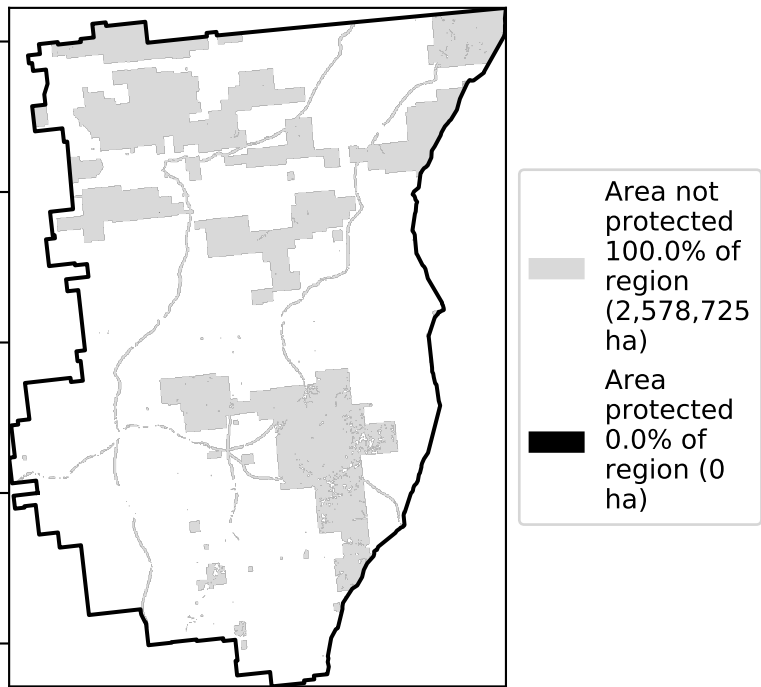 Area not
protected
100.0% of
region
(2,578,725
ha)
Area
protected
0.0% of
region (0
ha)